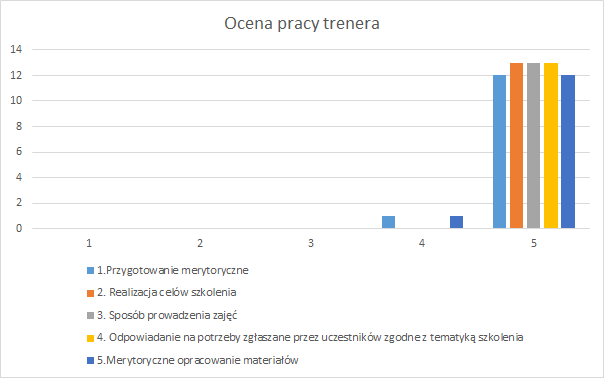 Ocena pracy trenera
14
12
10
8
6
4
2
0
1 2 3 4 5
1.Przygotowanie merytoryczne
2. Realizacja celów szkolenia
3. Sposób prowadzenia zajęć
4. Odpowiadanie na potrzeby zgłaszane przez uczestników zgodne z tematyką szkolenia
5.Merytoryczne opracowanie materiałów